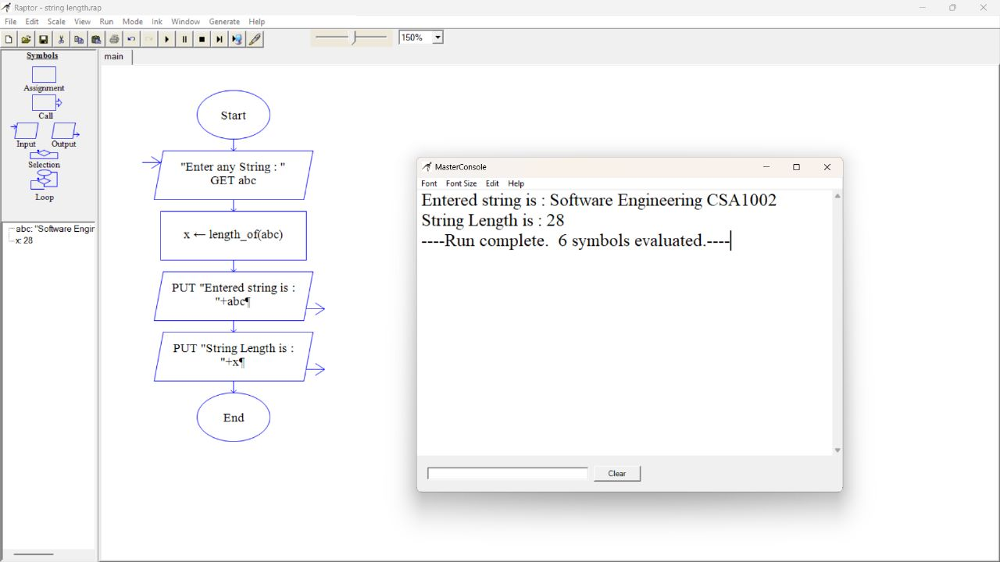 Raptor - string length.rap
File Edit Scale View Run Mode Ink Window Generate Help
150%
Symbols
Assignment
Call
Input Output
Selection
Loop
abc: "Software Engir
x: 28
main
Start
"Enter any String : "
GET abc
x ← length_of(abc)
PUT "Entered string is :
"+abc¶
PUT "String Length is :
"+x¶
End
MasterConsole
Font Font Size Edit Help
Entered string is : Software Engineering CSA1002
String Length is : 28
----Run complete.  6 symbols evaluated.----
Clear